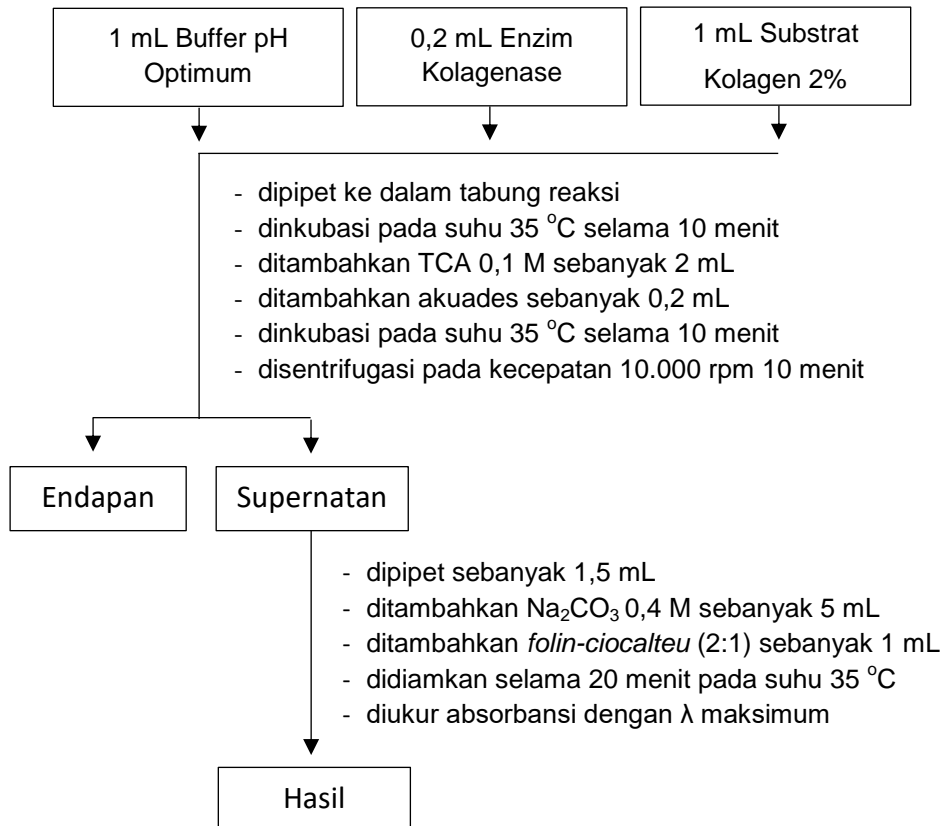 1 mL Buffer pH
Optimum
0,2 mL Enzim
Kolagenase
1 mL Substrat
Kolagen 2%
- dipipet ke dalam tabung reaksi
- dinkubasi pada suhu 35 °C selama 10 menit
- ditambahkan TCA 0,1 M sebanyak 2 mL
- ditambahkan akuades sebanyak 0,2 mL
- dinkubasi pada suhu 35 °C selama 10 menit
- disentrifugasi pada kecepatan 10.000 rpm 10 menit
Endapan
Supernatan
- dipipet sebanyak 1,5 mL
- ditambahkan Na₂CO₃ 0,4 M sebanyak 5 mL
- ditambahkan folin-ciocalteu (2:1) sebanyak 1 mL
- didiamkan selama 20 menit pada suhu 35 °C
- diukur absorbansi dengan λ maksimum
Hasil